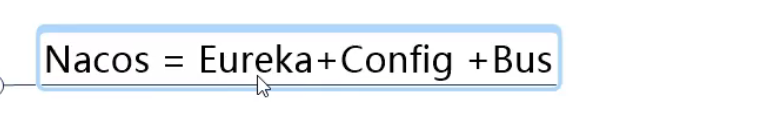 Nacos = Eureka+Config +Bus